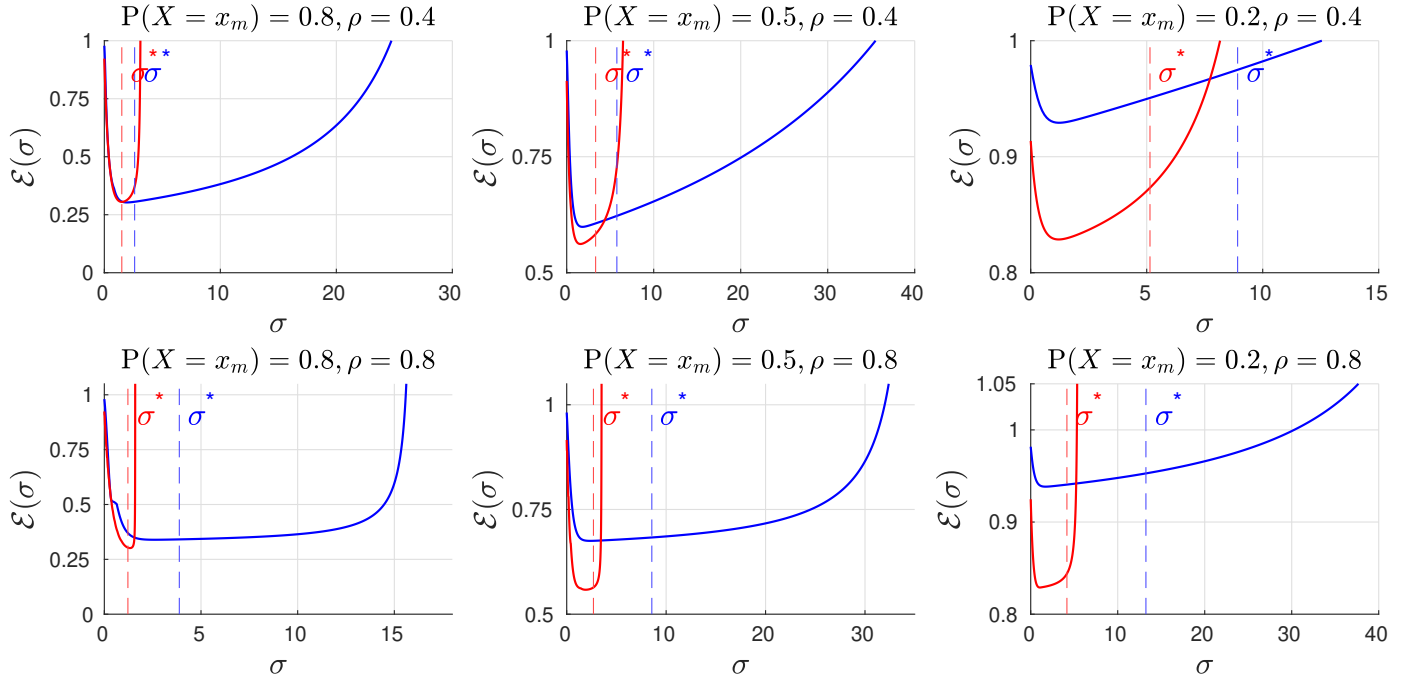 P(X = x_m) = 0.8, ρ = 0.4
1
0.75
0.5
0.25
0
ℰ(σ)
σ*
σ*
0 10 20 30
σ
P(X = x_m) = 0.5, ρ = 0.4
1
0.75
0.5
ℰ(σ)
σ*
σ*
0 10 20 30 40
σ
P(X = x_m) = 0.2, ρ = 0.4
1
0.9
0.8
ℰ(σ)
σ*
σ*
0 5 10 15
σ
P(X = x_m) = 0.8, ρ = 0.8
1
0.75
0.5
0.25
0
ℰ(σ)
σ*
σ*
0 5 10 15
σ
P(X = x_m) = 0.5, ρ = 0.8
1
0.75
0.5
ℰ(σ)
σ*
σ*
0 10 20 30
σ
P(X = x_m) = 0.2, ρ = 0.8
1.05
1
0.9
0.8
ℰ(σ)
σ*
σ*
0 10 20 30 40
σ